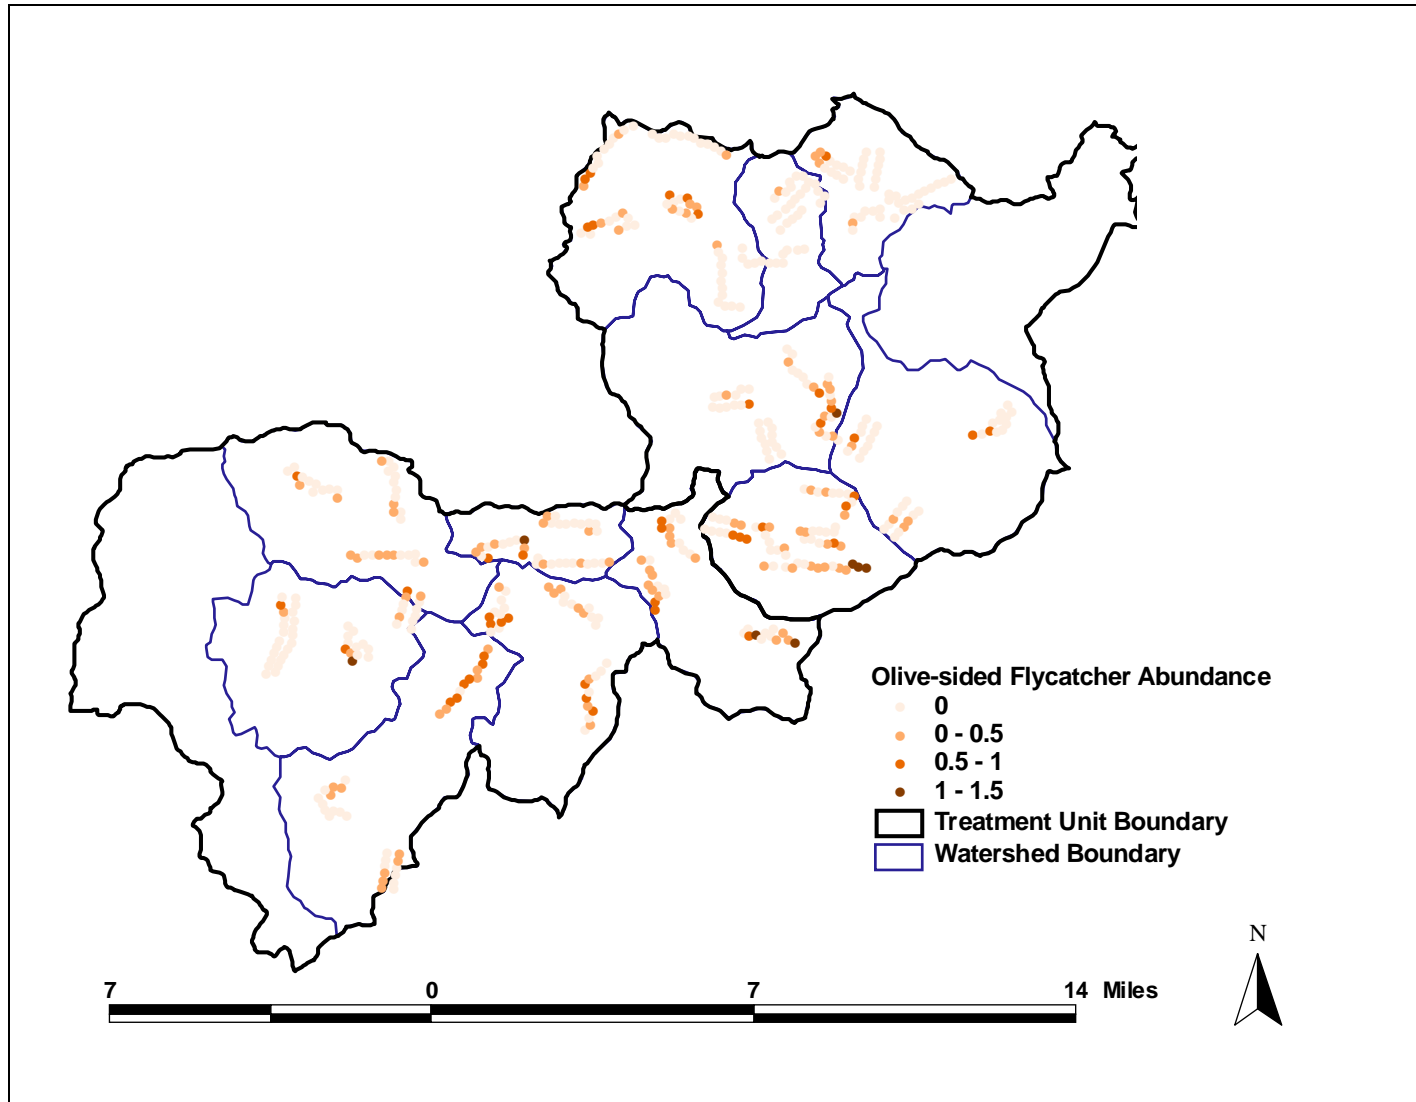 Olive-sided Flycatcher Abundance
0
0 - 0.5
0.5 - 1
1 - 1.5
Treatment Unit Boundary
Watershed Boundary
N
7 0 7 14 Miles